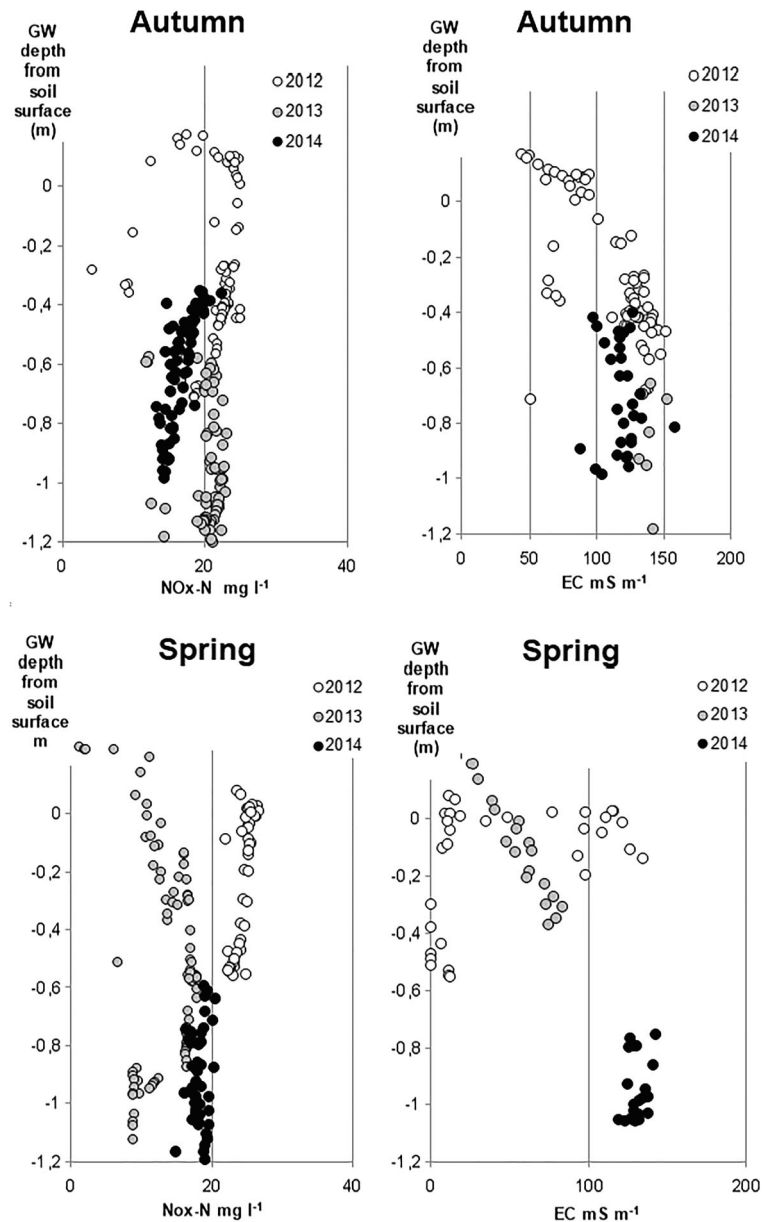 Autumn
GW
depth
from
soil
surface
(m)
2012
2013
2014
0
-0,2
-0,4
-0,6
-0,8
-1
-1,2
0
20
40
NOx-N mg l-1
Autumn
GW
depth
from
soil
surface
(m)
2012
2013
2014
0
-0,2
-0,4
-0,6
-0,8
-1
-1,2
0
50
100
150
200
EC mS m-1
Spring
GW
depth
from
soil
surface
m
2012
2013
2014
0
-0,2
-0,4
-0,6
-0,8
-1
-1,2
0
20
40
Nox-N mg l-1
Spring
GW
depth
from
soil
surface
(m)
2012
2013
2014
0
-0,2
-0,4
-0,6
-0,8
-1
-1,2
0
100
200
EC mS m-1